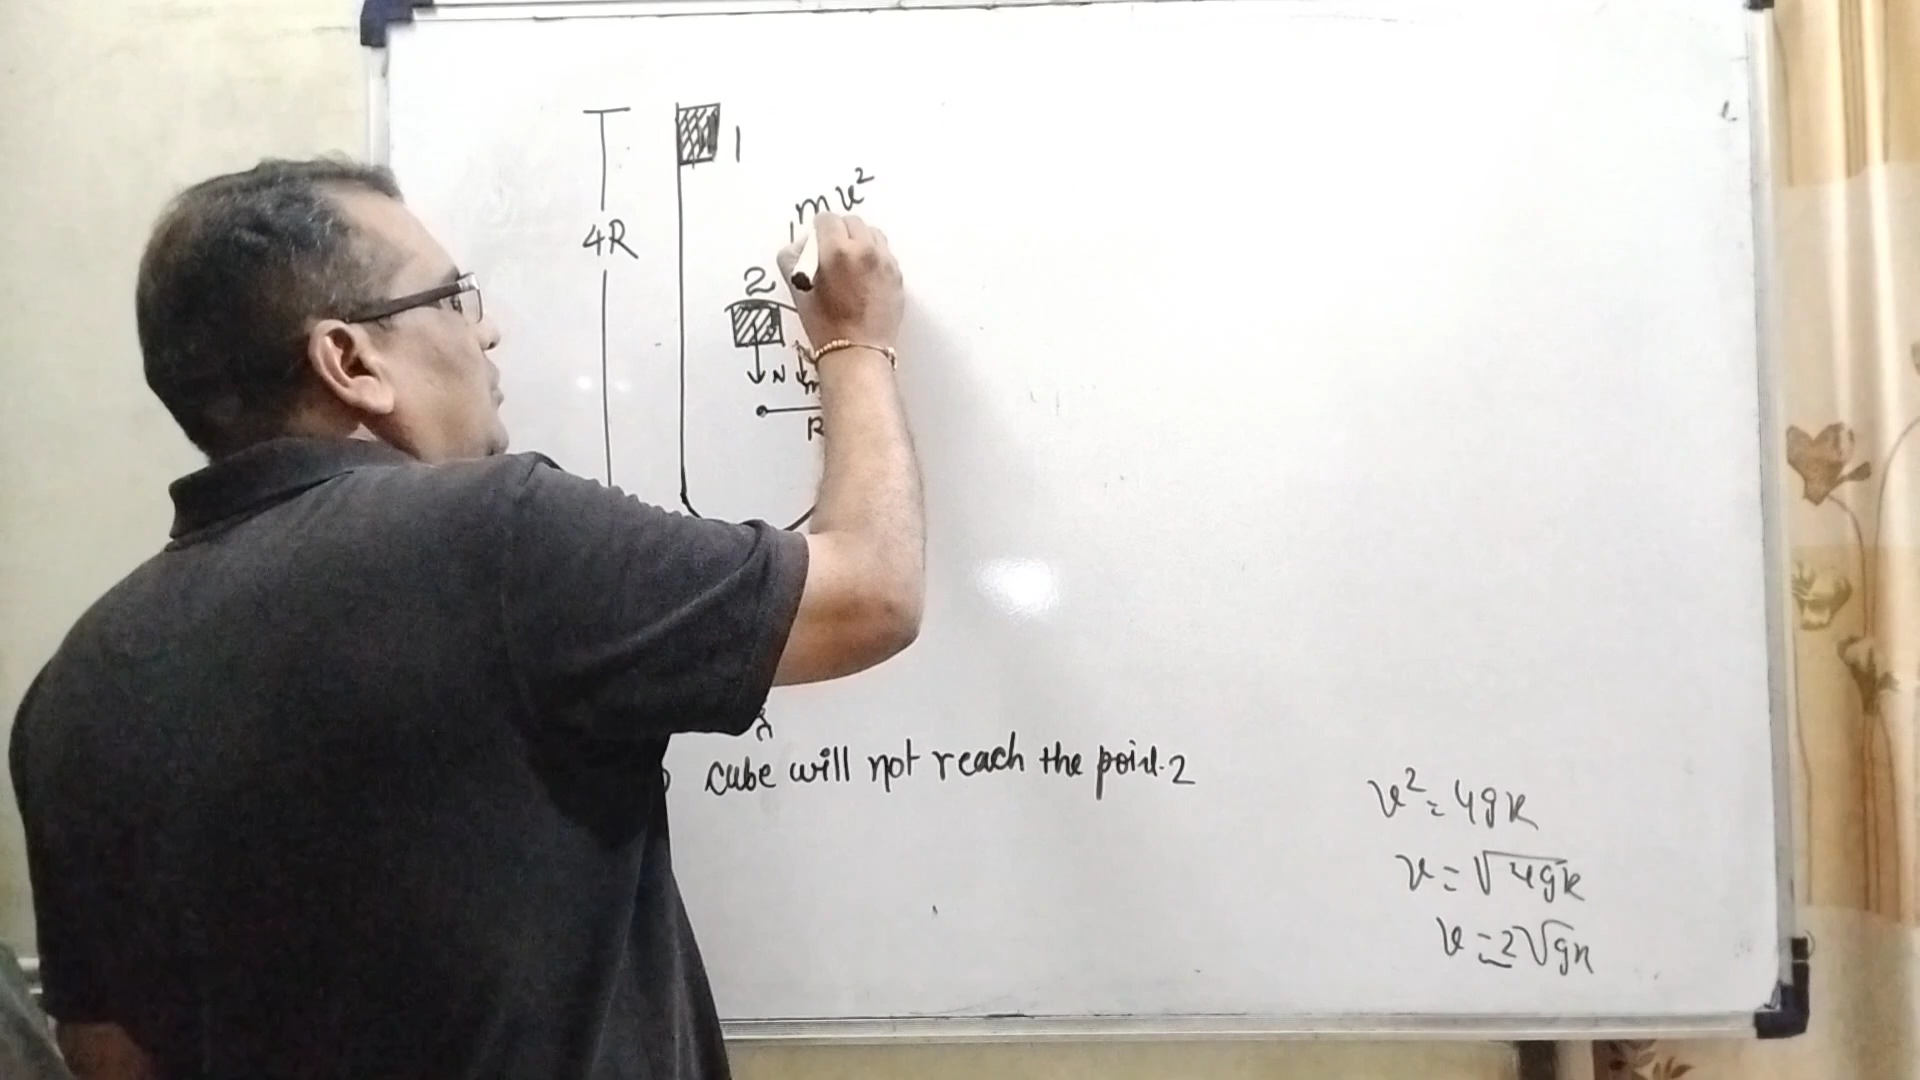 1
mv²
4R
2
N
R
cube will not reach the point.2
v² = 4gR
v = √4gR
v = 2√gR